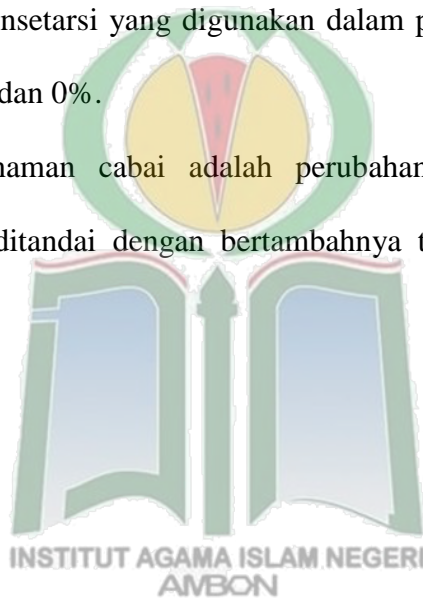 nsetarsi yang digunakan dalam p
dan 0%.
naman cabai adalah perubahan
ditandai dengan bertambahnya t
INSTITUT AGAMA ISLAM NEGERI
AMBON